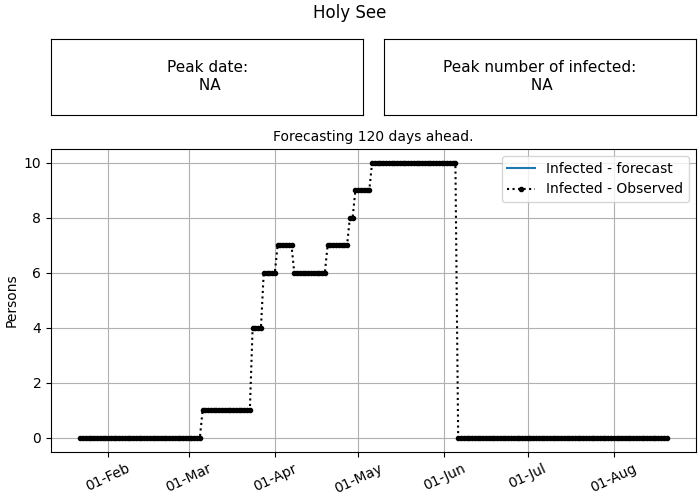 Holy See
Peak date:
NA
Peak number of infected:
NA
Forecasting 120 days ahead.
Infected - forecast
Infected - Observed
Persons
10
8
6
4
2
0
01-Feb
01-Mar
01-Apr
01-May
01-Jun
01-Jul
01-Aug